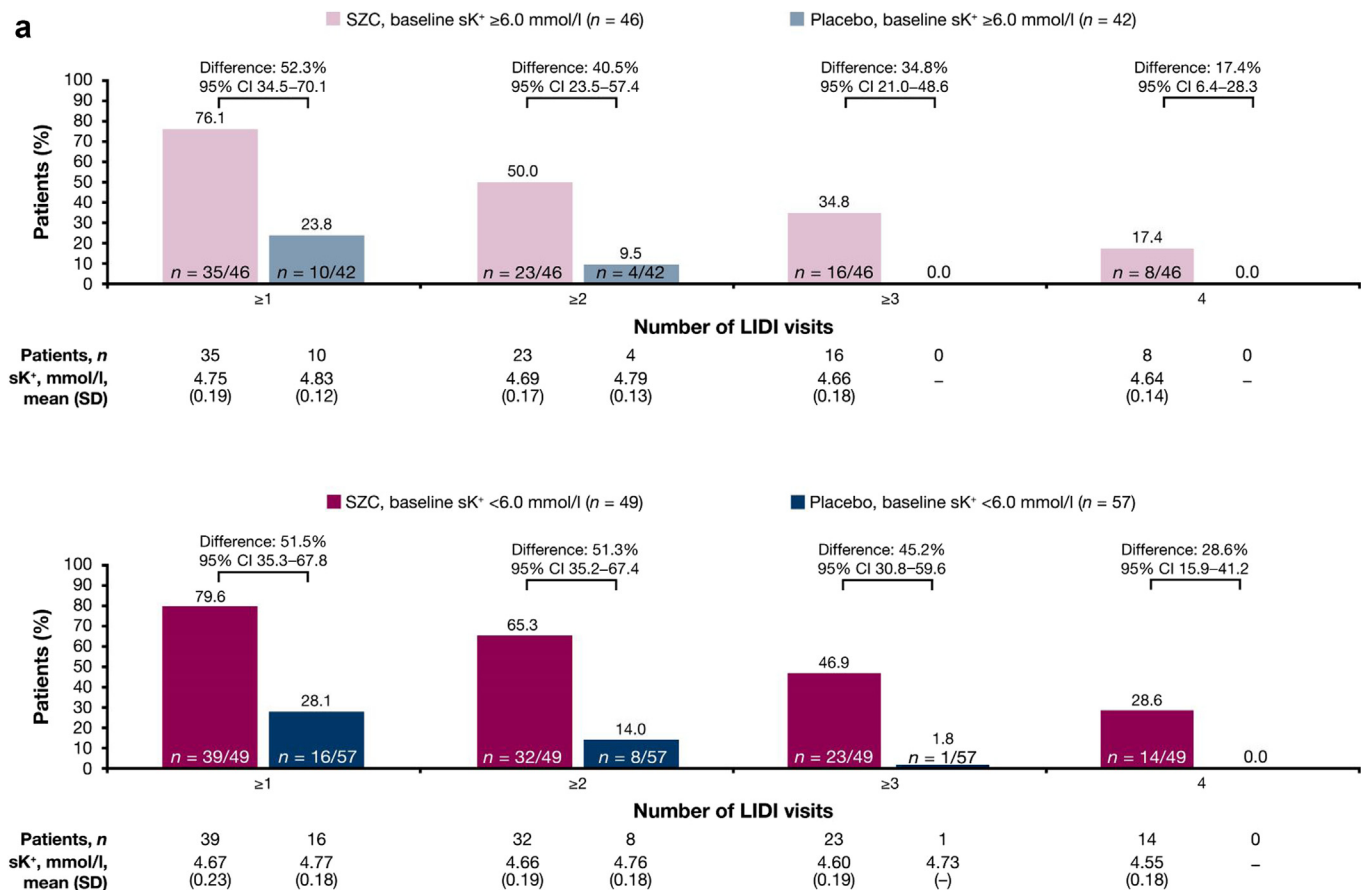 a
SZC, baseline sK⁺ ≥6.0 mmol/l (n = 46)
Placebo, baseline sK⁺ ≥6.0 mmol/l (n = 42)
Difference: 52.3%
95% CI 34.5–70.1
Difference: 40.5%
95% CI 23.5–57.4
Difference: 34.8%
95% CI 21.0–48.6
Difference: 17.4%
95% CI 6.4–28.3
Patients (%)
100
90
80
70
60
50
40
30
20
10
0
76.1
23.8
50.0
9.5
34.8
0.0
17.4
0.0
n = 35/46
n = 10/42
n = 23/46
n = 4/42
n = 16/46
n = 8/46
≥1
≥2
≥3
4
Number of LIDI visits
Patients, n 35 10 23 4 16 0 8 0
sK⁺, mmol/l, 4.75 4.83 4.69 4.79 4.66 – 4.64 –
mean (SD) (0.19) (0.12) (0.17) (0.13) (0.18) (0.14)
SZC, baseline sK⁺ <6.0 mmol/l (n = 49)
Placebo, baseline sK⁺ <6.0 mmol/l (n = 57)
Difference: 51.5%
95% CI 35.3–67.8
Difference: 51.3%
95% CI 35.2–67.4
Difference: 45.2%
95% CI 30.8–59.6
Difference: 28.6%
95% CI 15.9–41.2
Patients (%)
100
90
80
70
60
50
40
30
20
10
0
79.6
28.1
65.3
14.0
46.9
1.8
28.6
0.0
n = 39/49
n = 16/57
n = 32/49
n = 8/57
n = 23/49
n = 1/57
n = 14/49
≥1
≥2
≥3
4
Number of LIDI visits
Patients, n 39 16 32 8 23 1 14 0
sK⁺, mmol/l, 4.67 4.77 4.66 4.76 4.60 4.73 4.55 –
mean (SD) (0.23) (0.18) (0.19) (0.18) (0.19) (–) (0.18)